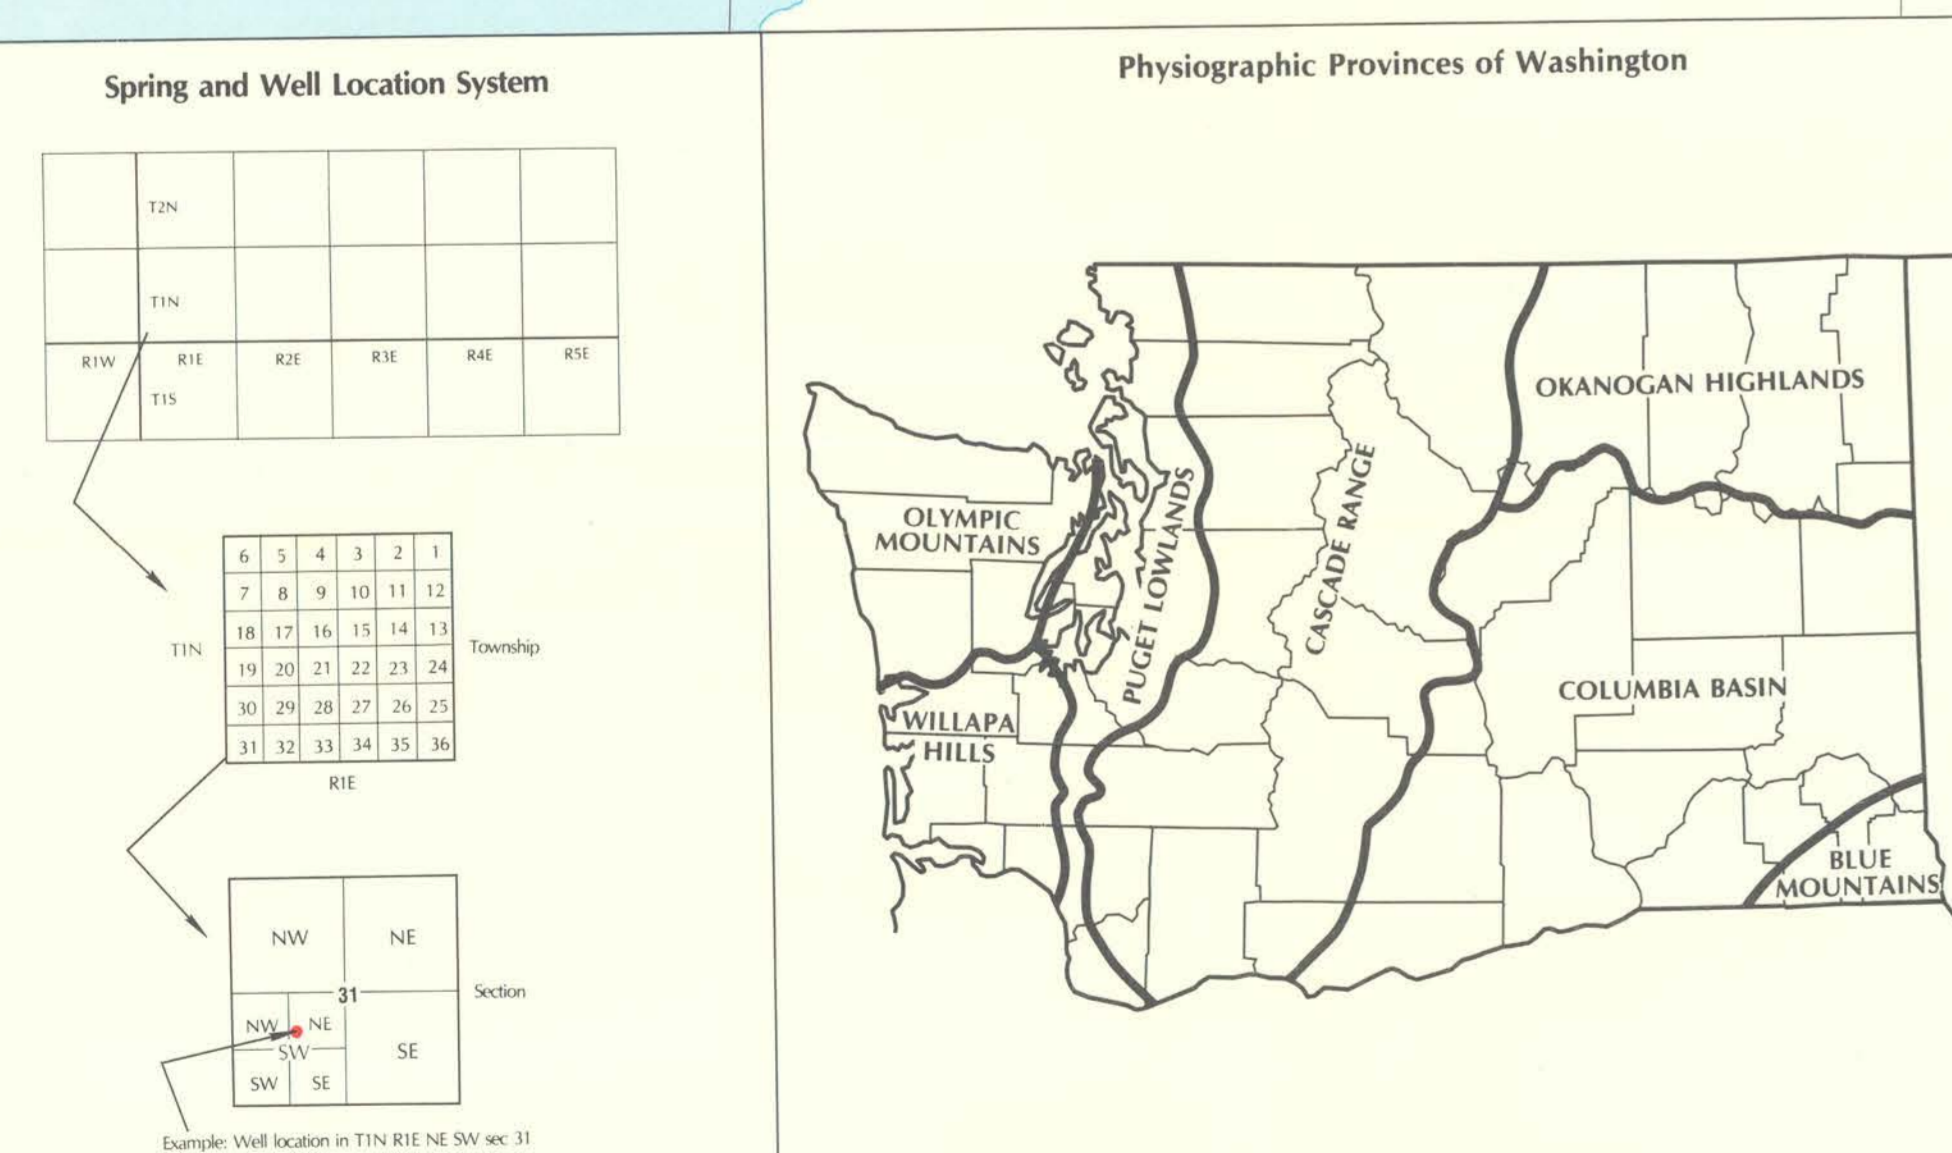 Spring and Well Location System
T2N
T1N
R1W R1E R2E R3E R4E R5E
T1S
6 5 4 3 2 1
7 8 9 10 11 12
18 17 16 15 14 13
T1N
Township
19 20 21 22 23 24
30 29 28 27 26 25
31 32 33 34 35 36
R1E
NW NE
31
Section
NW NE
SW
SE
SW SE
Example: Well location in T1N R1E NE SW sec 31
Physiographic Provinces of Washington
OKANOGAN HIGHLANDS
OLYMPIC
MOUNTAINS
PUGET LOWLANDS
CASCADE RANGE
COLUMBIA BASIN
WILLAPA
HILLS
BLUE
MOUNTAINS